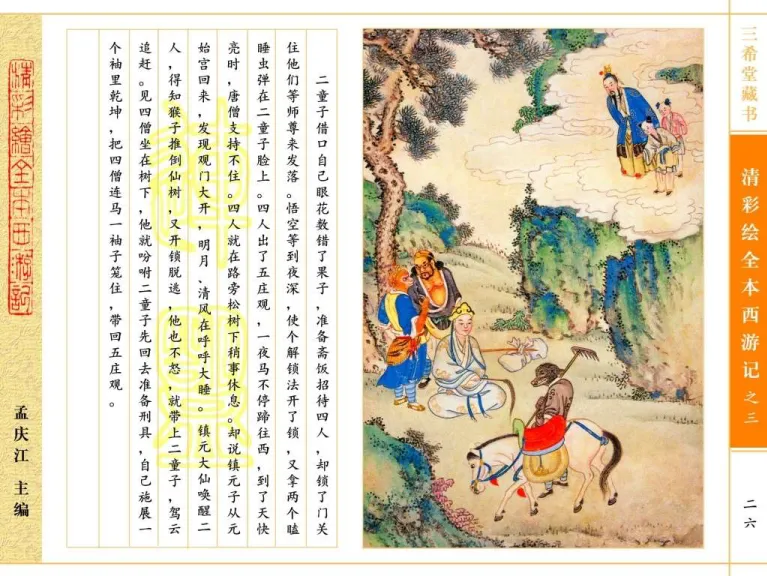 三希堂藏书
清彩绘全本西游记之三
二六
二童子借口自己眼花数错了果子，准备斋饭招待四人，却锁了门关
住他们等师尊来发落。悟空等到夜深，使个解锁法开了锁，又拿两个瞌
睡虫弹在二童子脸上。四人出了五庄观，一夜马不停蹄往西，到了天快
亮时，唐僧支持不住。四人就在路旁松树下稍事休息。却说镇元子从元
始宫回来，发现观门大开，明月、清风在呼呼大睡。镇元大仙唤醒二
人，得知猴子推倒仙树，又开锁脱逃，他也不怒，就带上二童子，驾云
追赶。见四僧坐在树下，他就吩咐二童子先回去准备刑具，自己施展一
个袖里乾坤，把四僧连马一袖子笼住，带回五庄观。
清彩繪全本西游記
孟庆江 主编